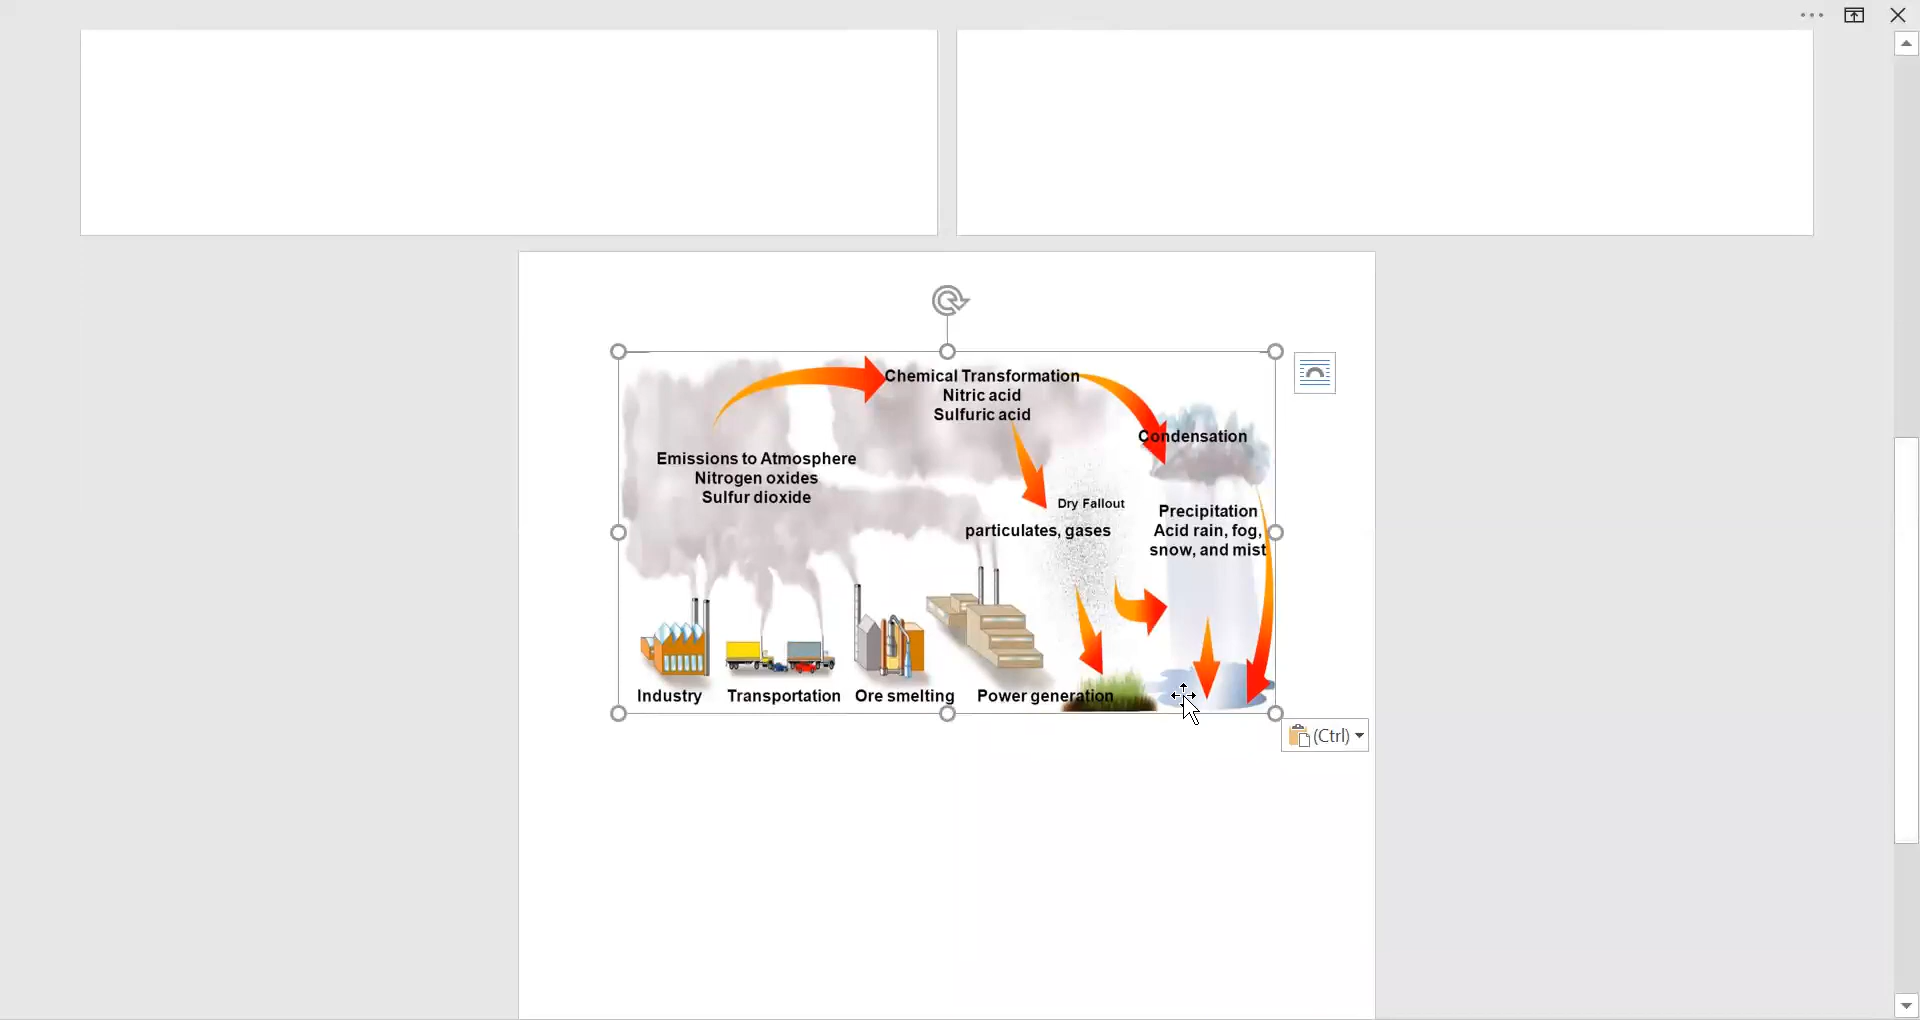 Chemical Transformation
Nitric acid
Sulfuric acid
Condensation
Emissions to Atmosphere
Nitrogen oxides
Sulfur dioxide
Dry Fallout
particulates, gases
Precipitation
Acid rain, fog,
snow, and mist
Industry
Transportation
Ore smelting
Power generation
(Ctrl)